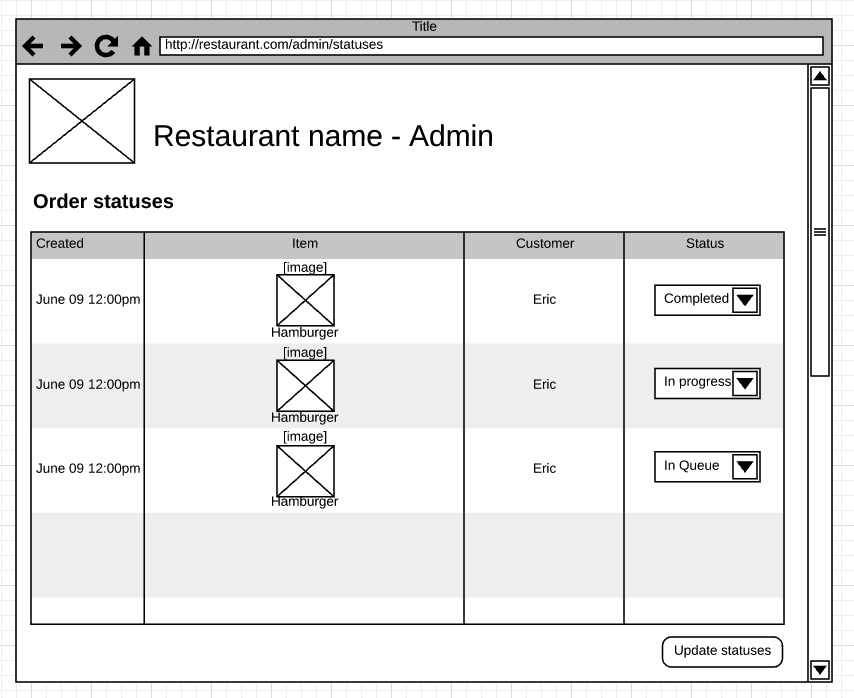 Title
http://restaurant.com/admin/statuses
Restaurant name - Admin
Order statuses
Created Item Customer Status
[image]
June 09 12:00pm Eric Completed
Hamburger
[image]
June 09 12:00pm Eric In progress
Hamburger
[image]
June 09 12:00pm Eric In Queue
Hamburger
Update statuses